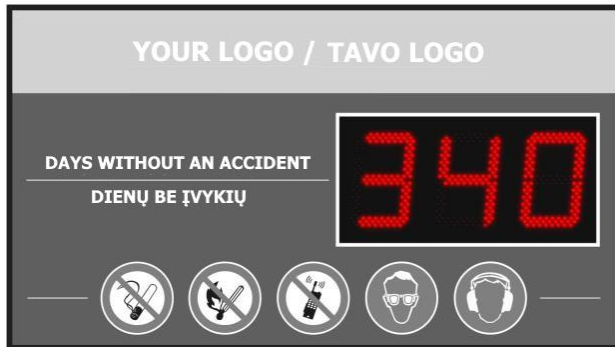 YOUR LOGO / TAVO LOGO
DAYS WITHOUT AN ACCIDENT
340
DIENŲ BE ĮVYKIŲ